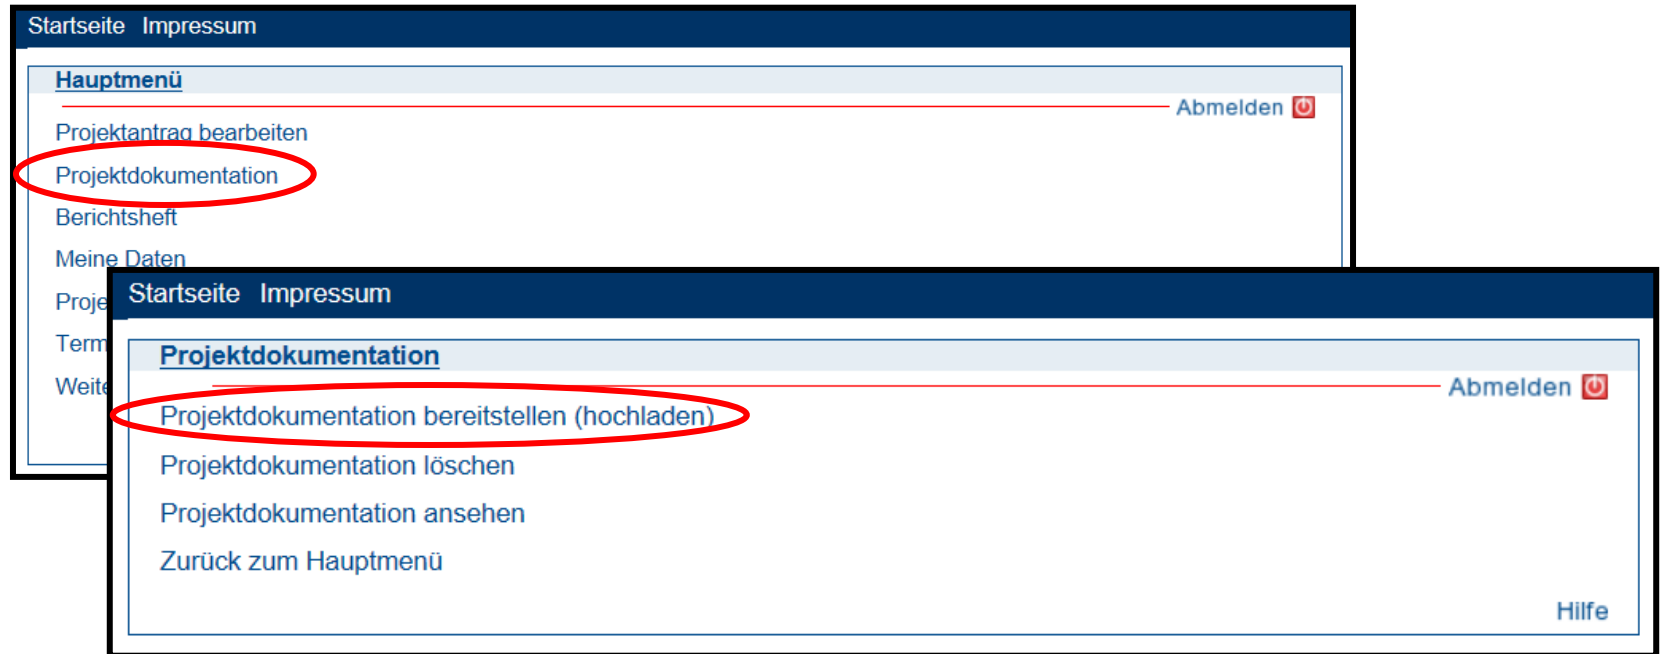 Startseite Impressum
Hauptmenü
Abmelden
Projektantrag bearbeiten
Projektdokumentation
Berichtsheft
Meine Daten
Startseite Impressum
Projektdokumentation
Abmelden
Projektdokumentation bereitstellen (hochladen)
Projektdokumentation löschen
Projektdokumentation ansehen
Zurück zum Hauptmenü
Hilfe